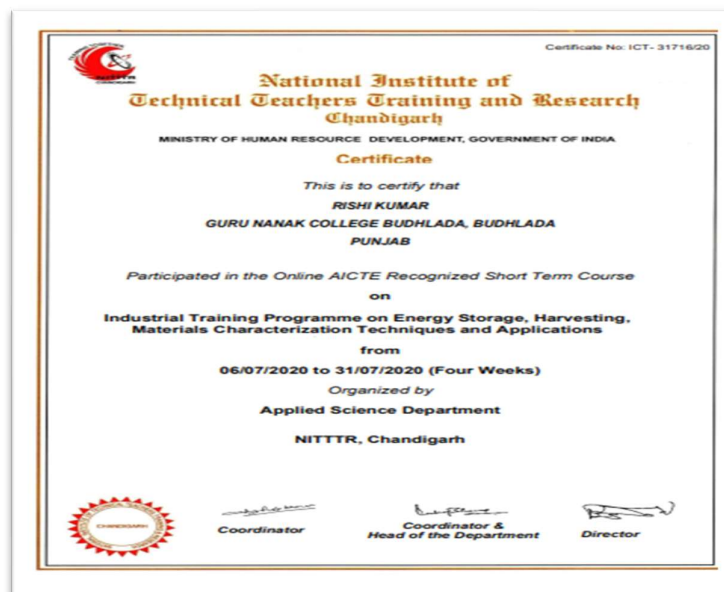 Certificate No: ICT- 31716/20
National Institute of
Technical Teachers Training and Research
Chandigarh
MINISTRY OF HUMAN RESOURCE DEVELOPMENT, GOVERNMENT OF INDIA
Certificate
This is to certify that
RISHI KUMAR
GURU NANAK COLLEGE BUDHLADA, BUDHLADA
PUNJAB
Participated in the Online AICTE Recognized Short Term Course
on
Industrial Training Programme on Energy Storage, Harvesting,
Materials Characterization Techniques and Applications
from
06/07/2020 to 31/07/2020 (Four Weeks)
Organized by
Applied Science Department
NITTTR, Chandigarh
CHANDIGARH
Coordinator
Coordinator &
Head of the Department
Director